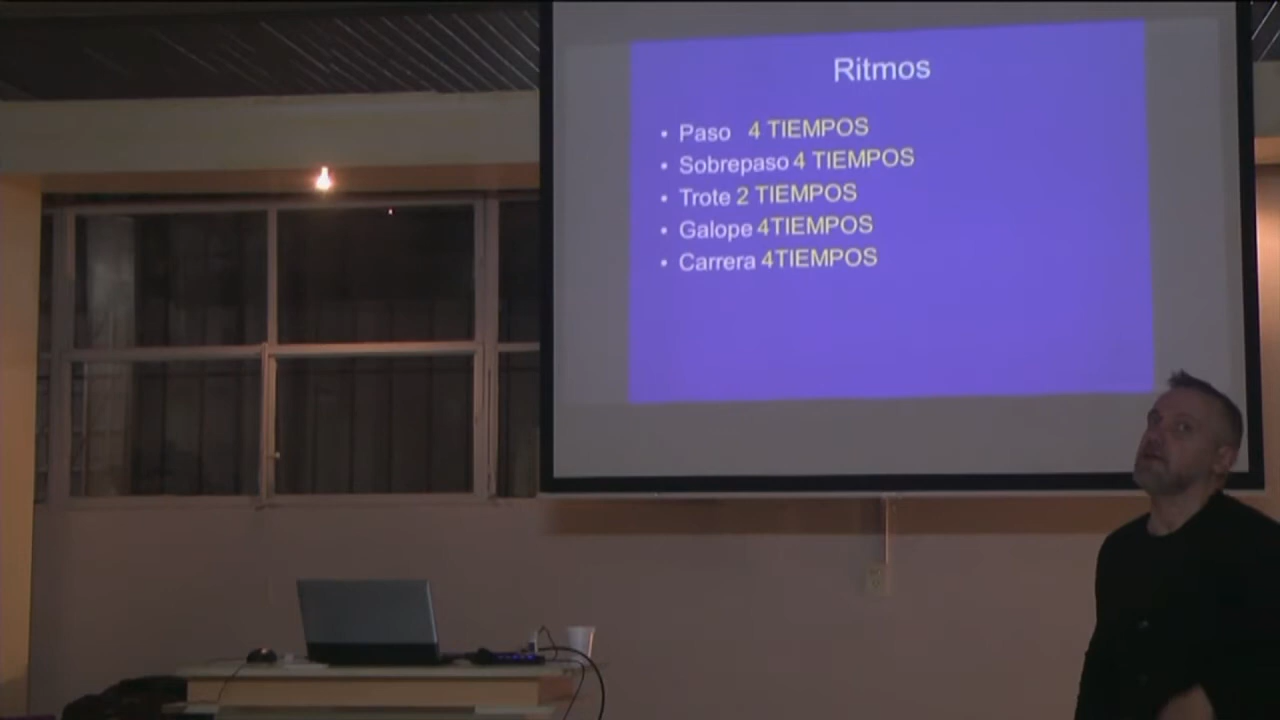 Ritmos
• Paso 4 TIEMPOS
• Sobrepaso 4 TIEMPOS
• Trote 2 TIEMPOS
• Galope 4TIEMPOS
• Carrera 4TIEMPOS